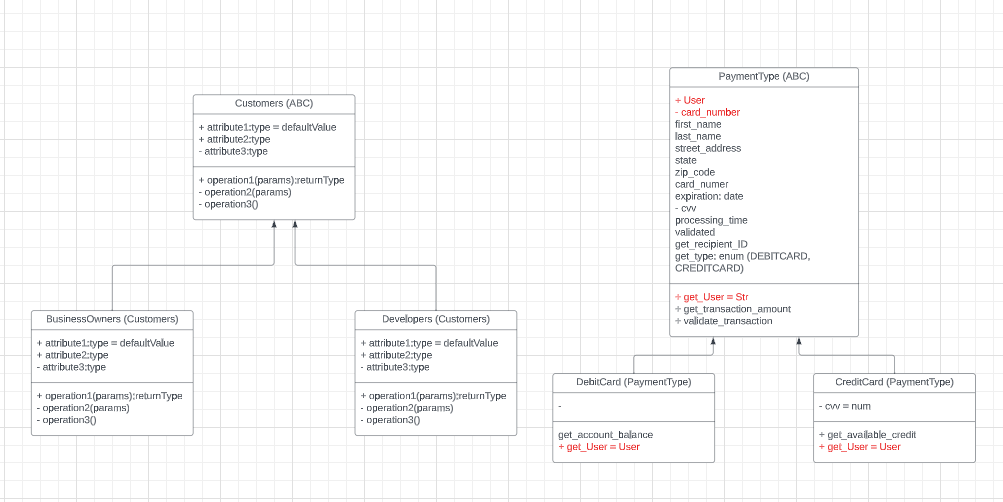 Customers (ABC)
+ attribute1:type = defaultValue
+ attribute2:type
- attribute3:type
+ operation1(params):returnType
- operation2(params)
- operation3()
BusinessOwners (Customers)
+ attribute1:type = defaultValue
+ attribute2:type
- attribute3:type
+ operation1(params):returnType
- operation2(params)
- operation3()
Developers (Customers)
+ attribute1:type = defaultValue
+ attribute2:type
- attribute3:type
+ operation1(params):returnType
- operation2(params)
- operation3()
PaymentType (ABC)
+ User
- card_number
first_name
last_name
street_address
state
zip_code
card_numer
expiration: date
- cvv
processing_time
validated
get_recipient_ID
get_type: enum (DEBITCARD,
CREDITCARD)
+ get_User = Str
+ get_transaction_amount
+ validate_transaction
DebitCard (PaymentType)
-
get_account_balance
+ get_User = User
CreditCard (PaymentType)
- cvv = num
+ get_available_credit
+ get_User = User